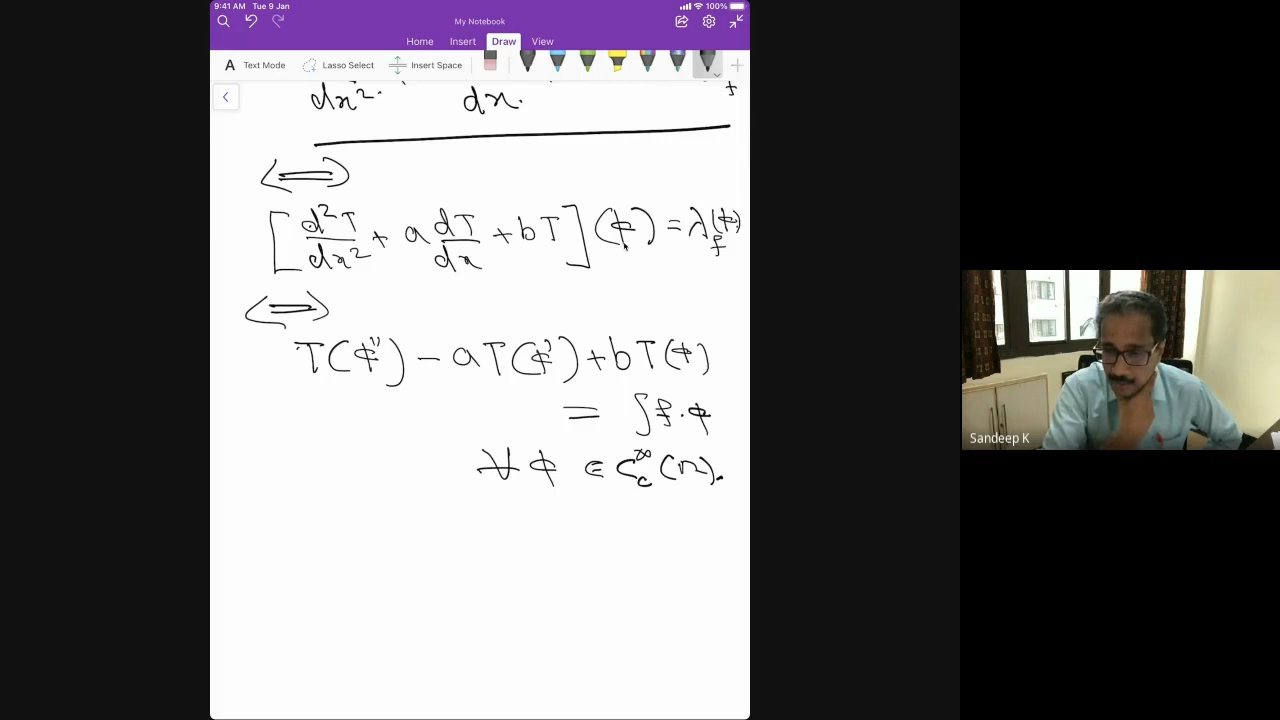 9:41 AM Tue 9 Jan
100%
My Notebook
Home Insert Draw View
A Text Mode Lasso Select Insert Space
dx². dx. f
⟺
[d²T/dx² + a dT/dx + bT](φ) = λ_f(φ)
⟺
T(φ'') - aT(φ') + bT(φ)
= ∫f·φ
∀ φ ∈ C_c^∞(Ω).
Sandeep K